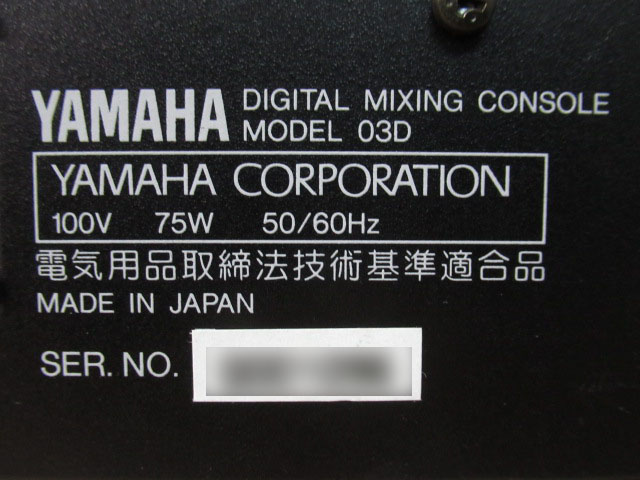 YAMAHA DIGITAL MIXING CONSOLE
MODEL 03D
YAMAHA CORPORATION
100V 75W 50/60Hz
電気用品取締法技術基準適合品
MADE IN JAPAN
SER. NO.